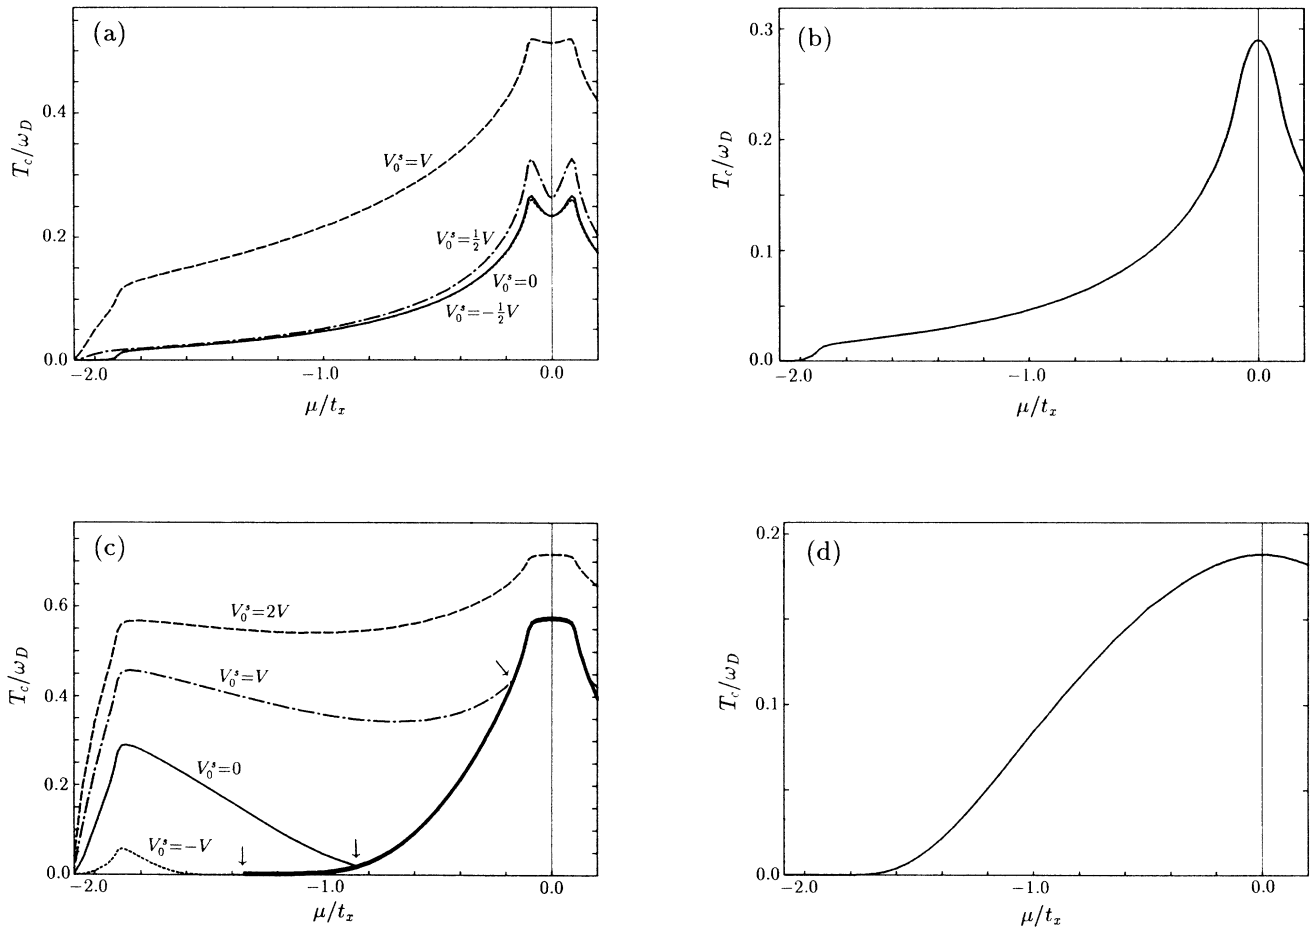 (a)
T_c/ω_D
0.4
0.2
0.0
V_0^s=V
V_0^s=½V
V_0^s=0
V_0^s=−½V
−2.0 −1.0 0.0
μ/t_x
(b)
T_c/ω_D
0.3
0.2
0.1
0.0
−2.0 −1.0 0.0
μ/t_x
(c)
T_c/ω_D
0.6
0.4
0.2
0.0
V_0^s=2V
V_0^s=V
V_0^s=0
V_0^s=−V
−2.0 −1.0 0.0
μ/t_x
(d)
T_c/ω_D
0.2
0.1
0.0
−2.0 −1.0 0.0
μ/t_x